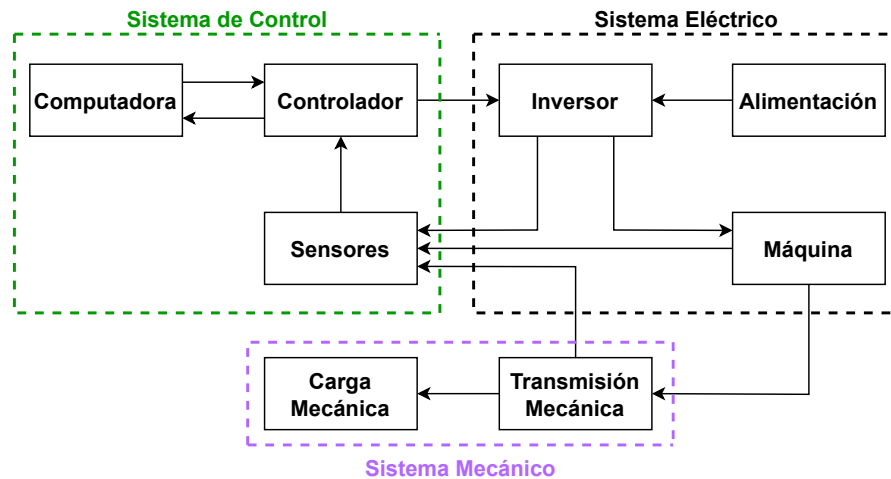 Sistema de Control
Sistema Eléctrico
Computadora
Controlador
Inversor
Alimentación
Sensores
Máquina
Carga
Mecánica
Transmisión
Mecánica
Sistema Mecánico